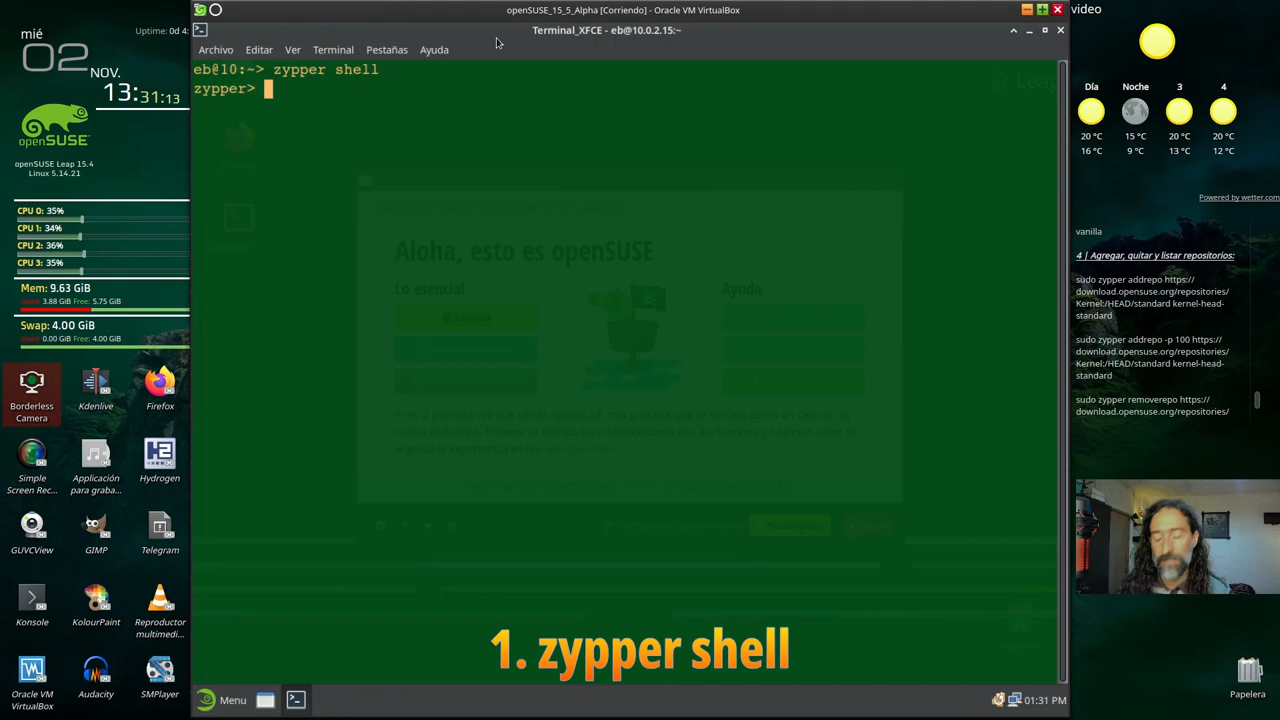 openSUSE_15_5_Alpha [Corriendo] - Oracle VM VirtualBox
Terminal_XFCE - eb@10.0.2.15:~
Archivo Editar Ver Terminal Pestañas Ayuda
eb@10:~> zypper shell
zypper>
Aloha, esto es openSUSE
Lo esencial
Ayuda
1. zypper shell
Menu
01:31 PM
mié
02
NOV.
13:31:13
Uptime: 0d 4:
openSUSE
openSUSE Leap 15.4
Linux 5.14.21
CPU 0: 35%
CPU 1: 34%
CPU 2: 36%
CPU 3: 35%
Mem: 9.63 GiB
Used: 3.88 GiB Free: 5.75 GiB
Swap: 4.00 GiB
Used: 0.00 GiB Free: 4.00 GiB
Borderless Camera
Kdenlive
Firefox
Simple Screen Rec...
Aplicación para graba...
Hydrogen
GUVCView
GIMP
Telegram
Konsole
KolourPaint
Reproductor multimedi...
Oracle VM VirtualBox
Audacity
SMPlayer
video
Día Noche 3 4
20 °C 15 °C 20 °C 20 °C
16 °C 9 °C 13 °C 12 °C
Powered by wetter.com
vanilla
4 | Agregar, quitar y listar repositorios:
sudo zypper addrepo https://
download.opensuse.org/repositories/
Kernel:/HEAD/standard kernel-head-
standard
sudo zypper addrepo -p 100 https://
download.opensuse.org/repositories/
Kernel:/HEAD/standard kernel-head-
standard
sudo zypper removerepo https://
download.opensuse.org/repositories/
Papelera